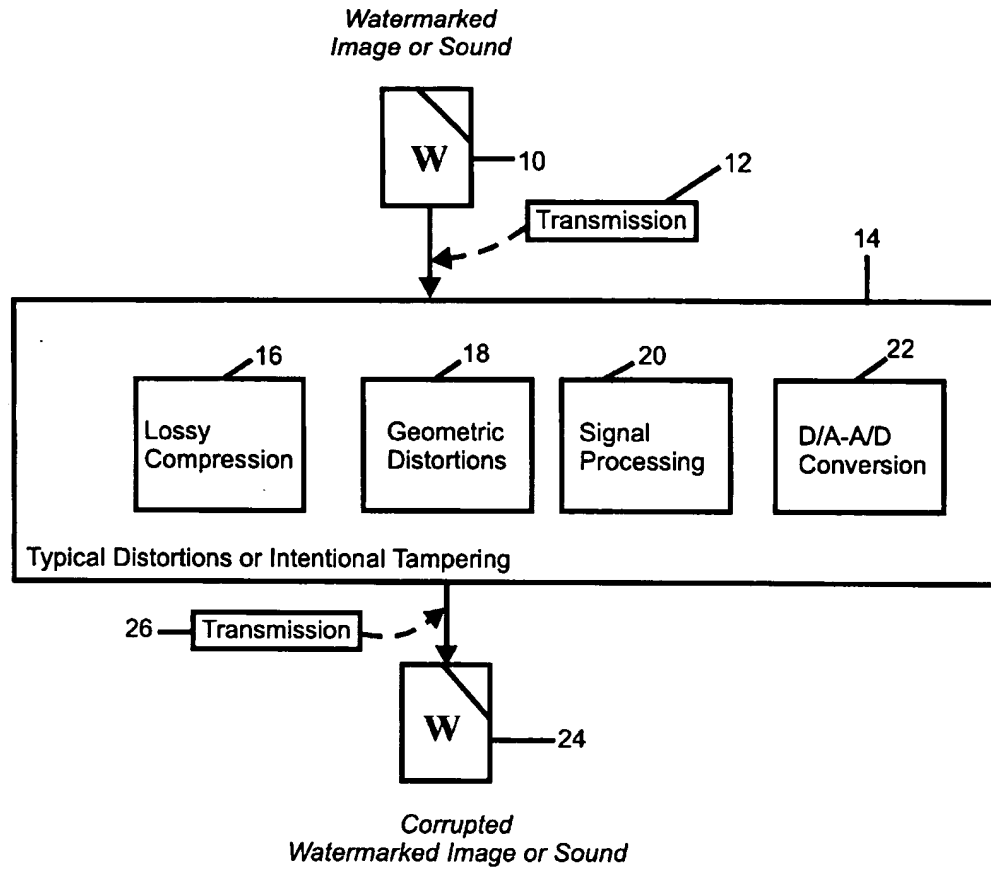 Watermarked
Image or Sound
W
10
12
Transmission
14
16
18
20
22
Lossy
Compression
Geometric
Distortions
Signal
Processing
D/A-A/D
Conversion
Typical Distortions or Intentional Tampering
26
Transmission
W
24
Corrupted
Watermarked Image or Sound